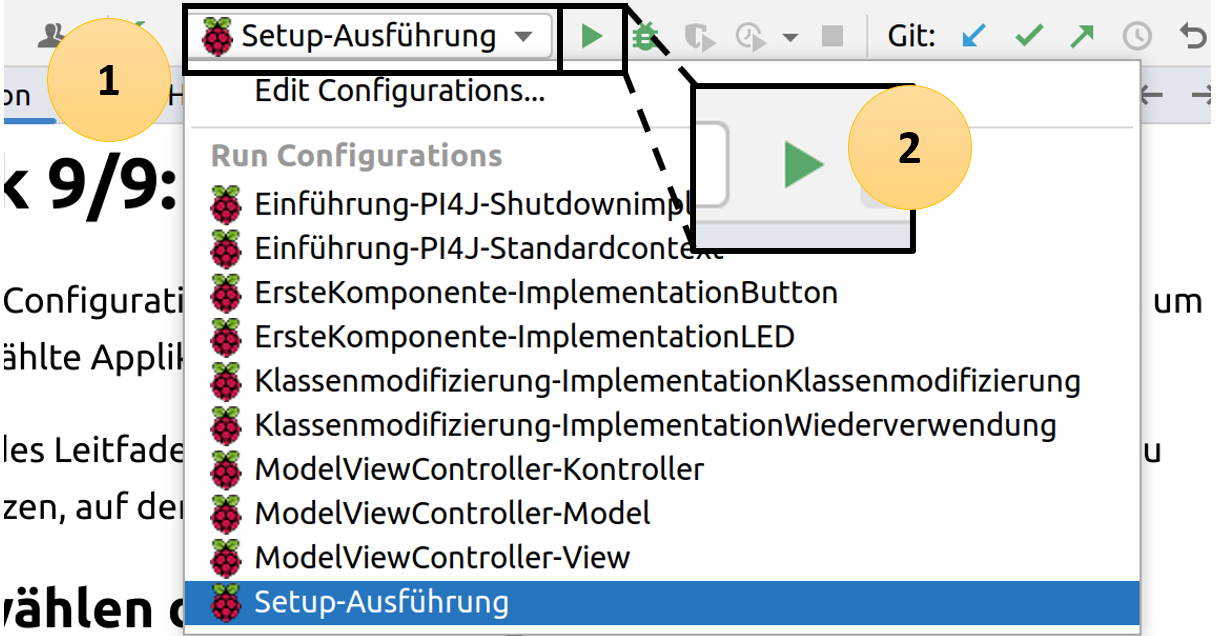 Setup-Ausführung
Git:
1
on
H
Edit Configurations...
2
k 9/9:
Run Configurations
Einführung-PI4J-Shutdownimpl
Einführung-PI4J-Standardcontext
Configurati
ErsteKomponente-ImplementationButton
um
ErsteKomponente-ImplementationLED
ählte Applik
Klassenmodifizierung-ImplementationKlassenmodifizierung
Klassenmodifizierung-ImplementationWiederverwendung
les Leitfade
u
ModelViewController-Kontroller
zen, auf der
ModelViewController-Model
ModelViewController-View
Setup-Ausführung
wählen d